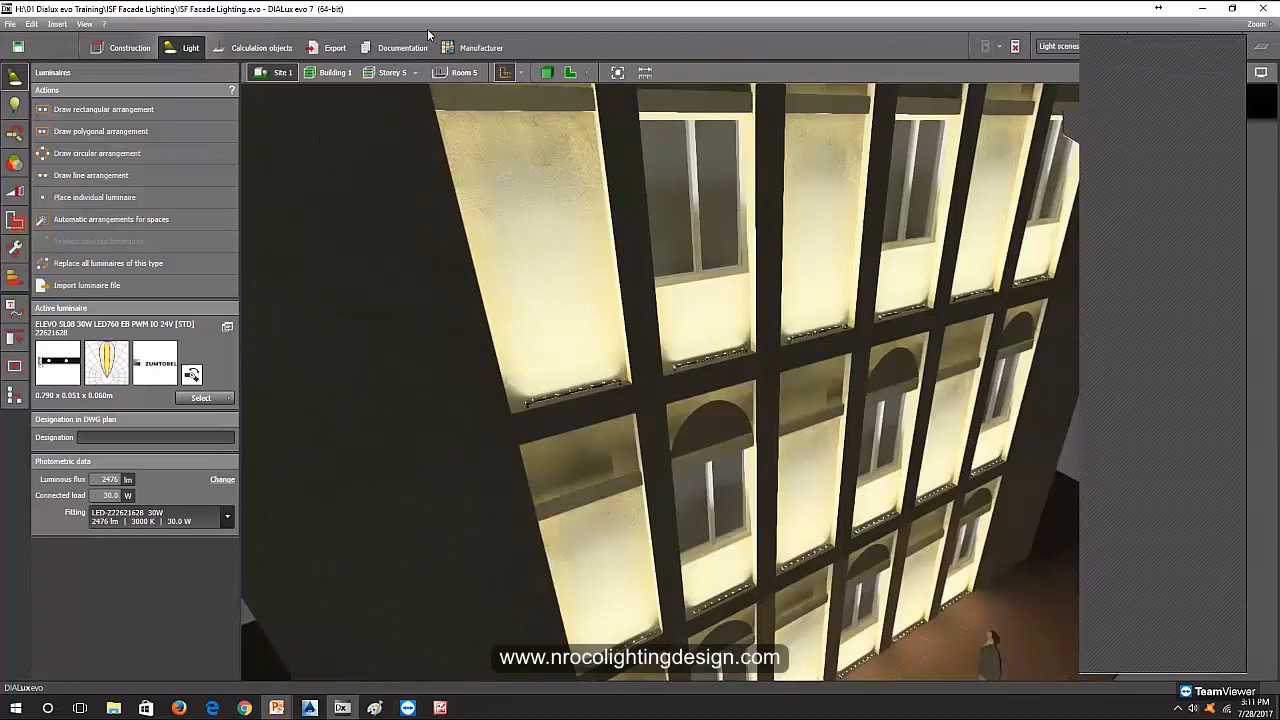 H:\01 Dialux evo Training\ISF Facade Lighting\ISF Facade Lighting.evo - DIALux evo 7 (64-bit)
File Edit Insert View ?
Zoom
Construction Light Calculation objects Export Documentation Manufacturer
Light scenes
Luminaires
Site 1 Building 1 Storey 5 Room 5
Actions ?
Draw rectangular arrangement
Draw polygonal arrangement
Draw circular arrangement
Draw line arrangement
Place individual luminaire
Automatic arrangements for spaces
Replace selected luminaires
Replace all luminaires of this type
Import luminaire file
Active luminaire
ELEVO SL08 30W LED760 EB PWM IO 24V [STD]
22621628
ZUMTOBEL
0.790 x 0.051 x 0.060m
Select
Designation in DWG plan
Designation
Photometric data
Luminous flux 2476 lm Change
Connected load 30.0 W
Fitting LED-Z22621628 30W
2476 lm | 3000 K | 30.0 W
www.nrocolightingdesign.com
DIALux evo
TeamViewer
3:11 PM
7/28/2017